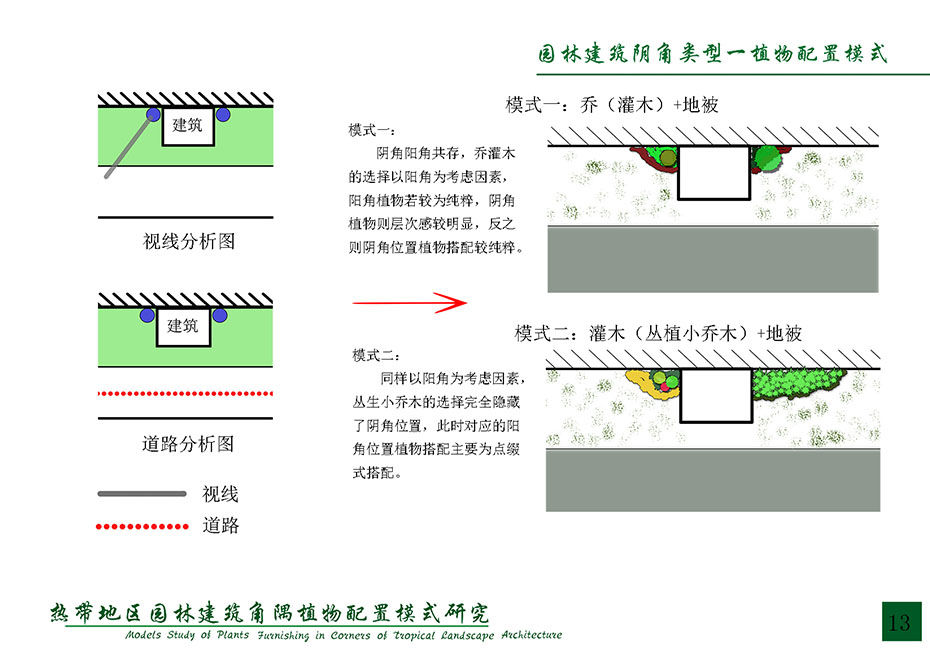 园林建筑阴角类型一植物配置模式
建筑
视线分析图
建筑
道路分析图
视线
道路
模式一：
阴角阳角共存，乔灌木
的选择以阳角为考虑因素，
阳角植物若较为纯粹，阴角
植物则层次感较明显，反之
则阴角位置植物搭配较纯粹。
模式二：
同样以阳角为考虑因素，
丛生小乔木的选择完全隐藏
了阴角位置，此时对应的阳
角位置植物搭配主要为点缀
式搭配。
模式一：乔（灌木）+地被
模式二：灌木（丛植小乔木）+地被
热带地区园林建筑角隅植物配置模式研究
Models Study of Plants Furnishing in Corners of Tropical Landscape Architecture
13